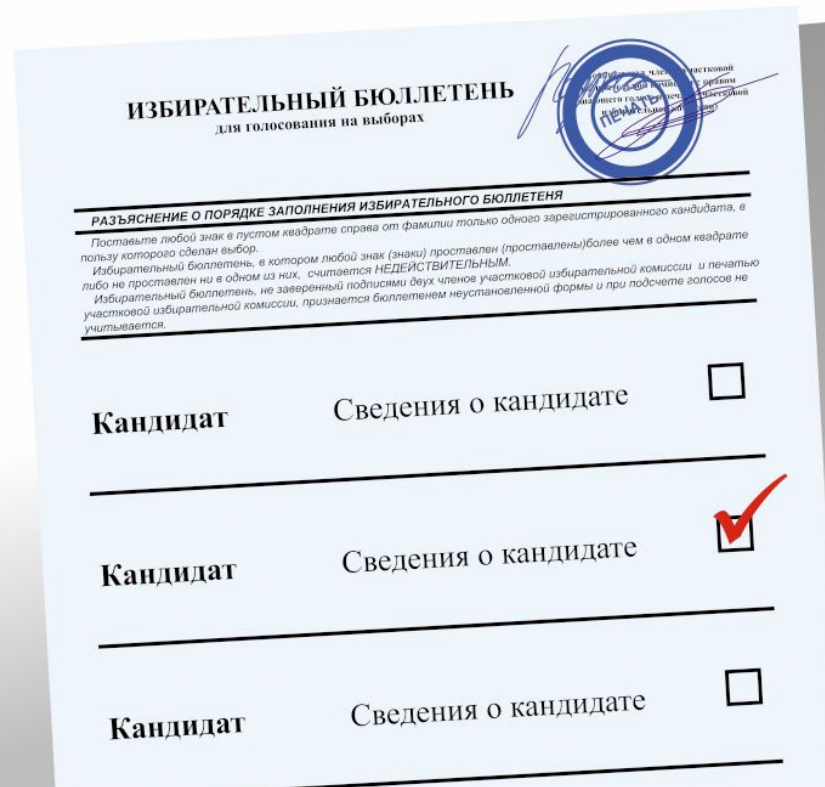 ИЗБИРАТЕЛЬНЫЙ БЮЛЛЕТЕНЬ
для голосования на выборах
участковой
с правом
ПЕЧАТЬ
РАЗЪЯСНЕНИЕ О ПОРЯДКЕ ЗАПОЛНЕНИЯ ИЗБИРАТЕЛЬНОГО БЮЛЛЕТЕНЯ
Поставьте любой знак в пустом квадрате справа от фамилии только одного зарегистрированного кандидата, в
пользу которого сделан выбор.
Избирательный бюллетень, в котором любой знак (знаки) проставлен (проставлены)более чем в одном квадрате
либо не проставлен ни в одном из них, считается НЕДЕЙСТВИТЕЛЬНЫМ.
Избирательный бюллетень, не заверенный подписями двух членов участковой избирательной комиссии и печатью
участковой избирательной комиссии, признается бюллетенем неустановленной формы и при подсчете голосов не
учитывается.
Кандидат Сведения о кандидате
Кандидат Сведения о кандидате
Кандидат Сведения о кандидате